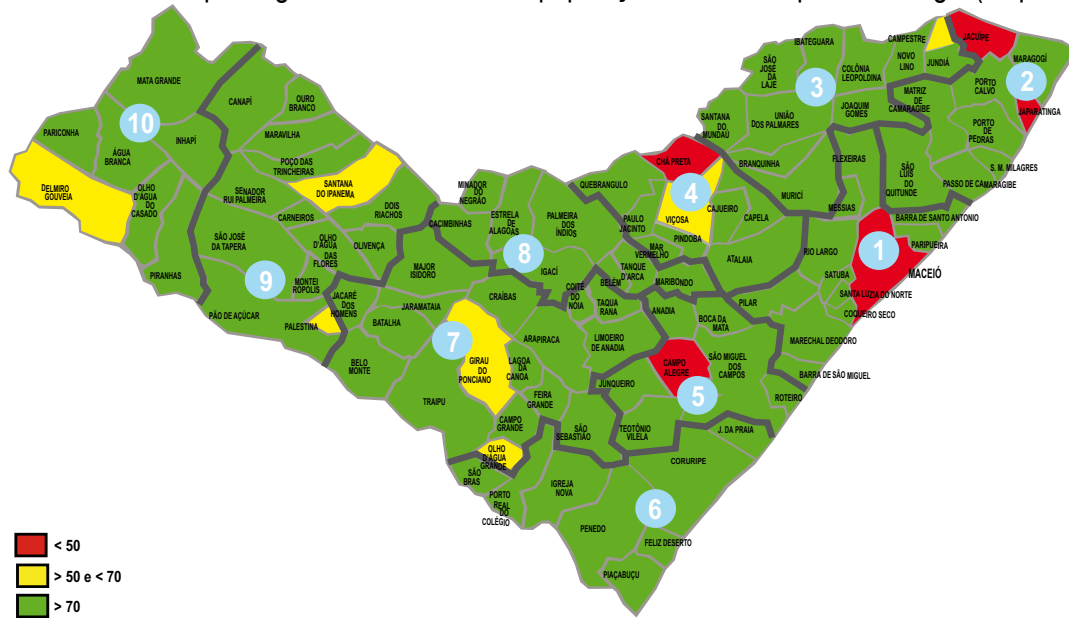 MATA GRANDE
CANAPÍ
OURO
BRANCO
10
PARICONHA
ÁGUA
BRANCA
INHAPÍ
MARAVILHA
POÇO DAS
TRINCHEIRAS
DELMIRO
GOUVEIA
OLHO
D'ÁGUA
DO
CASADO
SENADOR
RUI PALMEIRA
SANTANA
DO IPANEMA
CARNEIROS
DOIS
RIACHOS
SÃO JOSÉ
DA TAPERA
OLHO
D'ÁGUA
DAS
FLORES
OLIVENÇA
PIRANHAS
9
MONTEI
RÓPOLIS
PÃO DE AÇÚCAR
JACARÉ
DOS
HOMENS
PALESTINA
MAJOR
ISIDORO
CACIMBINHAS
MINADOR
DO
NEGRÃO
ESTRELA
DE
ALAGOAS
PALMEIRA
DOS
ÍNDIOS
8
IGACÍ
QUEBRANGULO
PAULO
JACINTO
MAR
VERMELHO
TANQUE
D'ARCA
BELÉM
COITÉ
DO
NÓIA
TAQUA
RANA
CRAÍBAS
JARAMATAIA
BATALHA
BELO
MONTE
7
GIRAU
DO
PONCIANO
ARAPIRACA
LAGOA
DA
CANOA
LIMOEIRO
DE ANADIA
TRAIPU
FEIRA
GRANDE
CAMPO
GRANDE
JUNQUEIRO
SÃO
SEBASTIÃO
OLHO
D'ÁGUA
GRANDE
SÃO
BRAS
PORTO
REAL
DO
COLÉGIO
IGREJA
NOVA
PENEDO
PIAÇABUÇU
6
FELIZ DESERTO
CORURIPE
TEOTÔNIO
VILELA
J. DA PRAIA
5
CAMPO
ALEGRE
SÃO MIGUEL
DOS
CAMPOS
ROTEIRO
BARRA DE SÃO MIGUEL
MARECHAL DEODORO
BOCA DA
MATA
ANADIA
MARIBONDO
PILAR
ATALAIA
CHÃ PRETA
4
VIÇOSA
CAJUEIRO
CAPELA
PINDOBA
SANTANA
DO
MUNDAÚ
BRANQUINHA
MURICÍ
UNIÃO
DOS PALMARES
SÃO
JOSÉ
DA
LAJE
IBATEGUARA
3
COLÔNIA
LEOPOLDINA
JOAQUIM
GOMES
NOVO
LINO
CAMPESTRE
JUNDIÁ
JACUÍPE
MARAGOGÍ
2
JAPARATINGA
PORTO
CALVO
MATRIZ
DE
CAMARAGIBE
PORTO
DE
PEDRAS
S. M. MILAGRES
PASSO DE CAMARAGIBE
SÃO
LUIS
DO
QUITUNDE
FLEXEIRAS
MESSIAS
BARRA DE SANTO ANTONIO
PARIPUEIRA
1
MACEIÓ
RIO LARGO
SATUBA
SANTA LUZIA DO NORTE
COQUEIRO SECO
< 50
> 50 e < 70
> 70